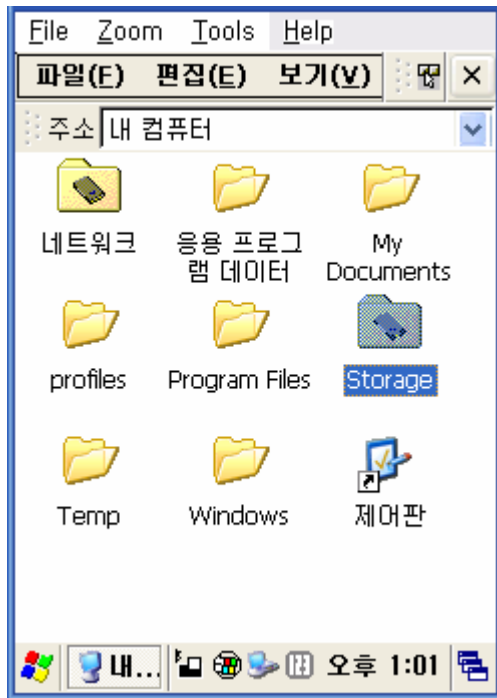 File Zoom Tools Help
파일(F) 편집(E) 보기(V)
주소 내 컴퓨터
네트워크 응용 프로그램 데이터 My Documents
profiles Program Files Storage
Temp Windows 제어판
내... 오후 1:01